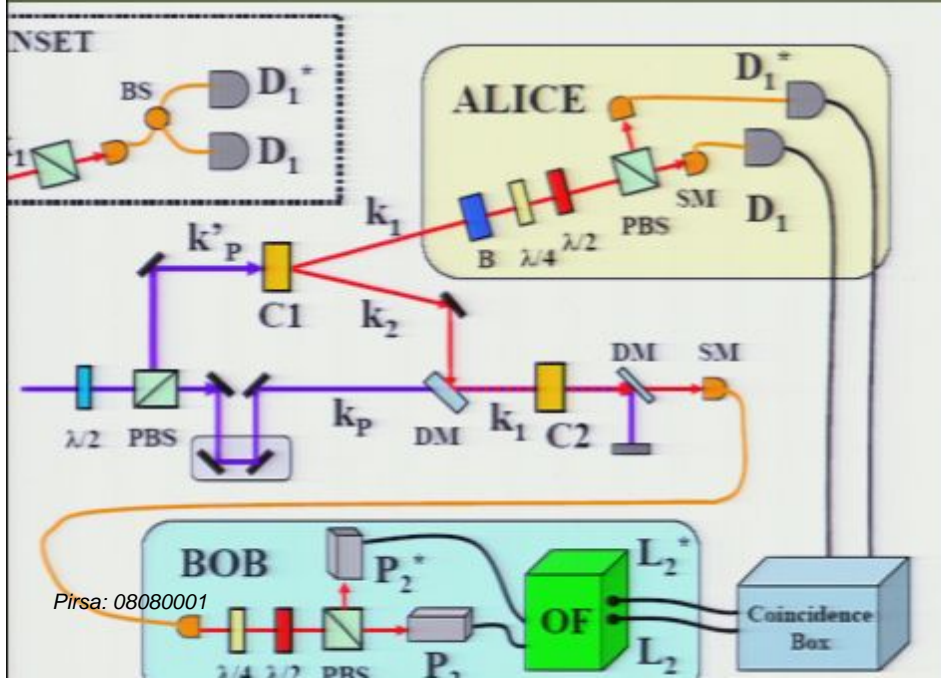 NSET
BS
D₁*
D₁
ALICE
D₁*
D₁
SM
PBS
λ/2
λ/4
B
k₁
k'P
C1
k₂
DM
SM
λ/2
PBS
kP
DM
k₁
C2
BOB
P₂*
L₂*
Pirsa: 08080001
OF
Coincidence
Box
L₂
λ/4
λ/2
PBS